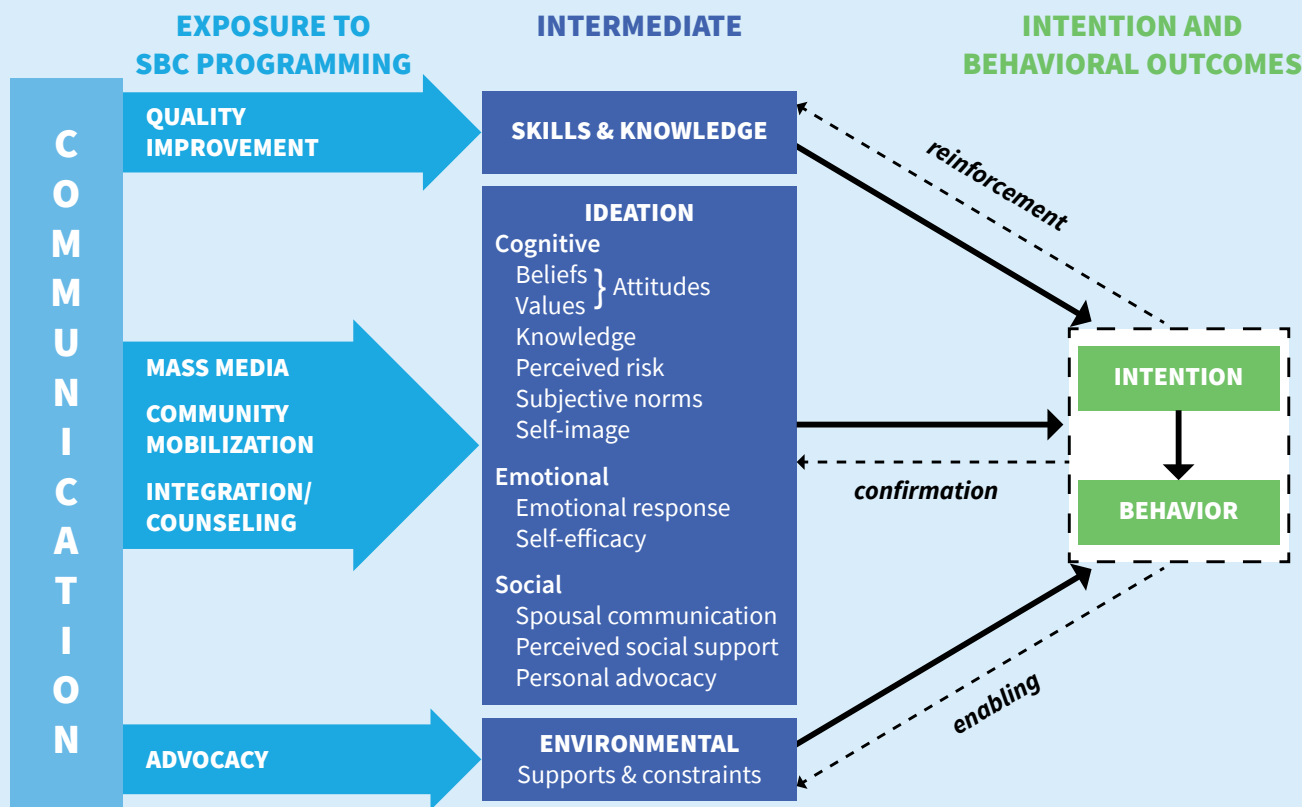 EXPOSURE TO
SBC PROGRAMMING
INTERMEDIATE
INTENTION AND
BEHAVIORAL OUTCOMES
COMMUNICATION
QUALITY
IMPROVEMENT
MASS MEDIA
COMMUNITY
MOBILIZATION
INTEGRATION/
COUNSELING
ADVOCACY
SKILLS & KNOWLEDGE
IDEATION
Cognitive
Beliefs
Values
} Attitudes
Knowledge
Perceived risk
Subjective norms
Self-image
Emotional
Emotional response
Self-efficacy
Social
Spousal communication
Perceived social support
Personal advocacy
ENVIRONMENTAL
Supports & constraints
reinforcement
confirmation
enabling
INTENTION
BEHAVIOR